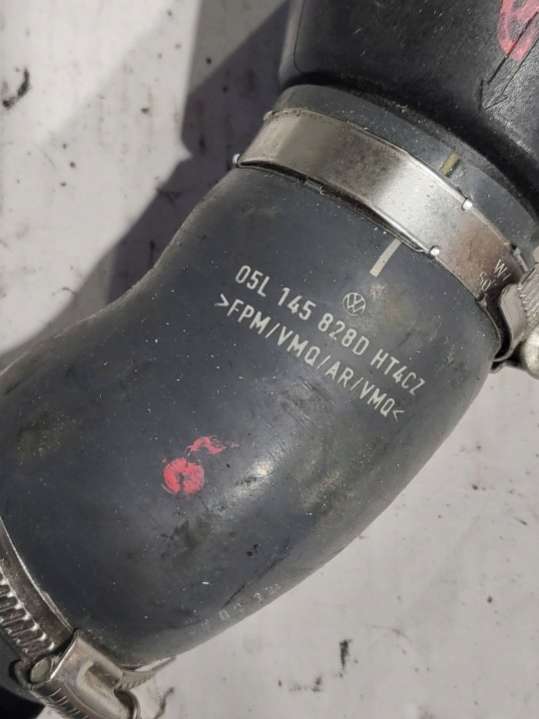 05L 145 828D HT4CZ
>FPM/VMQ/AR/VMQ<